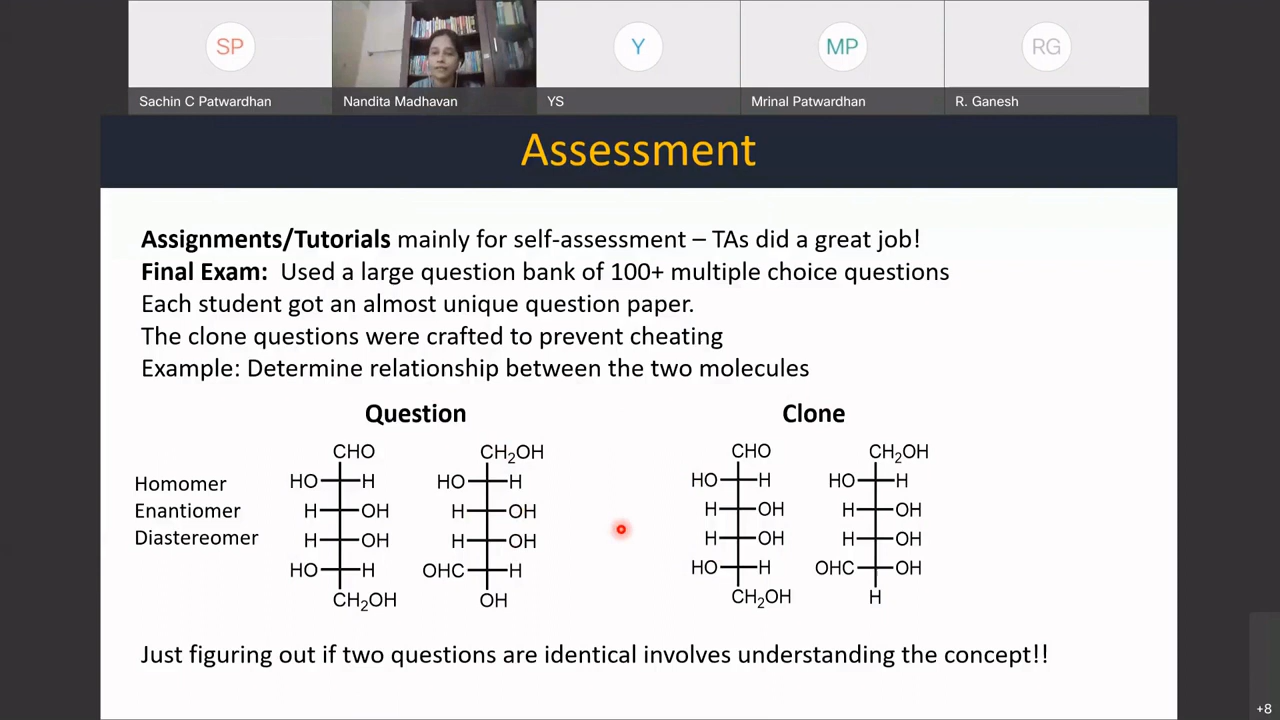 SP
Y
MP
RG
Sachin C Patwardhan
Nandita Madhavan
YS
Mrinal Patwardhan
R. Ganesh
Assessment
Assignments/Tutorials mainly for self-assessment – TAs did a great job!
Final Exam: Used a large question bank of 100+ multiple choice questions
Each student got an almost unique question paper.
The clone questions were crafted to prevent cheating
Example: Determine relationship between the two molecules
Question
Clone
Homomer
Enantiomer
Diastereomer
CHO
HO H
H OH
H OH
HO H
CH₂OH
CH₂OH
HO H
H OH
H OH
OHC H
OH
CHO
HO H
H OH
H OH
HO H
CH₂OH
CH₂OH
HO H
H OH
H OH
OHC OH
H
Just figuring out if two questions are identical involves understanding the concept!!
+8